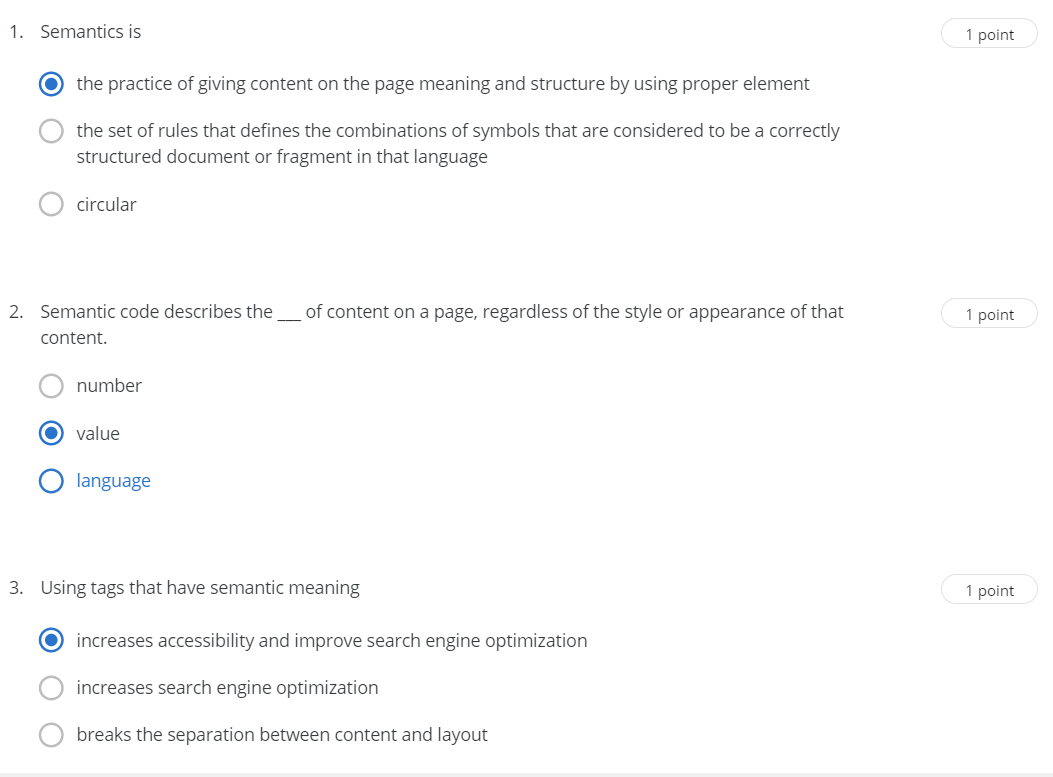 1. Semantics is
1 point
the practice of giving content on the page meaning and structure by using proper element
the set of rules that defines the combinations of symbols that are considered to be a correctly
structured document or fragment in that language
circular
2. Semantic code describes the ___ of content on a page, regardless of the style or appearance of that
content.
1 point
number
value
language
3. Using tags that have semantic meaning
1 point
increases accessibility and improve search engine optimization
increases search engine optimization
breaks the separation between content and layout